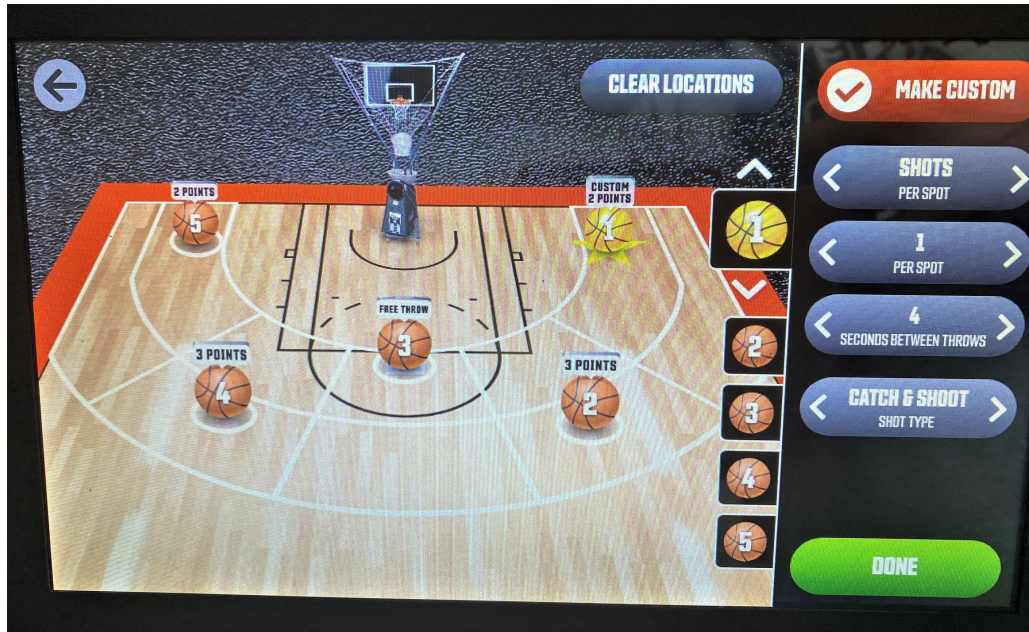 CLEAR LOCATIONS
MAKE CUSTOM
2 POINTS
5
CUSTOM
2 POINTS
1
1
SHOTS
PER SPOT
1
PER SPOT
FREE THROW
3
4
SECONDS BETWEEN THROWS
3 POINTS
4
3 POINTS
2
2
3
4
5
CATCH & SHOOT
SHOT TYPE
DONE